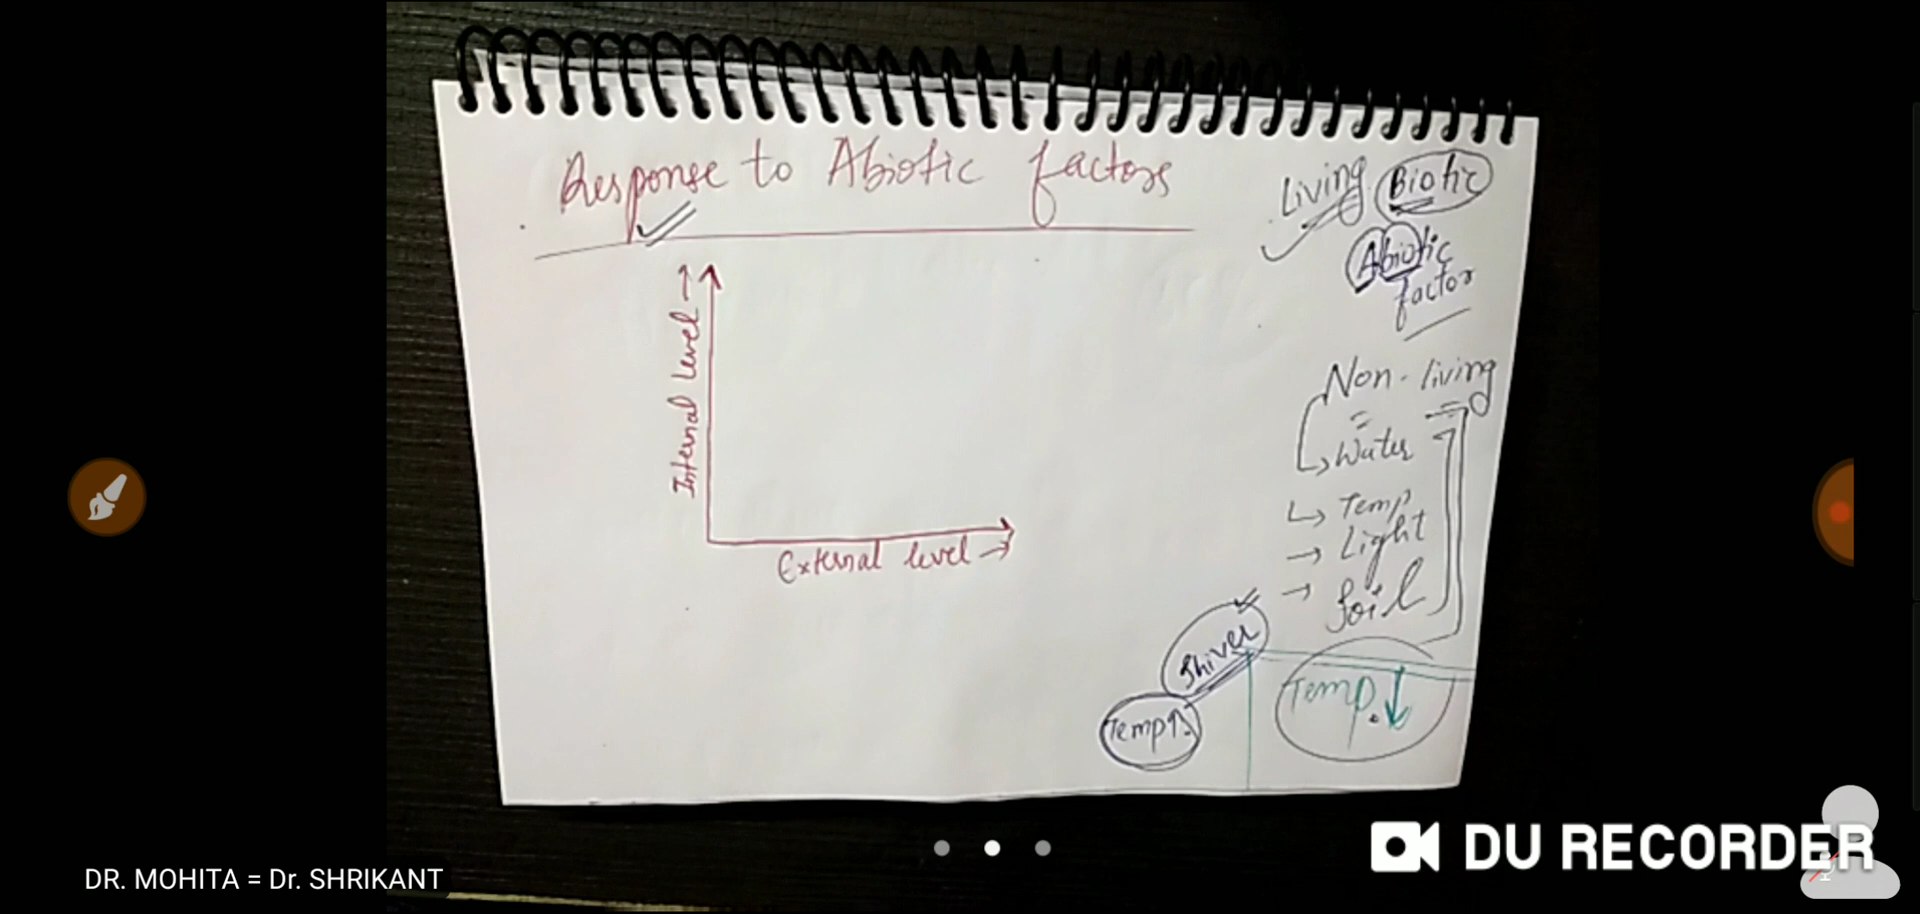 Response to Abiotic factors
Living Biotic
Abiotic
factor
Internal level →
External level →
Non-living
↳ Water
↳ Temp
→ Light
→ Soil
Shiver
Temp↑
Temp.↓
DR. MOHITA = Dr. SHRIKANT
DU RECORDER